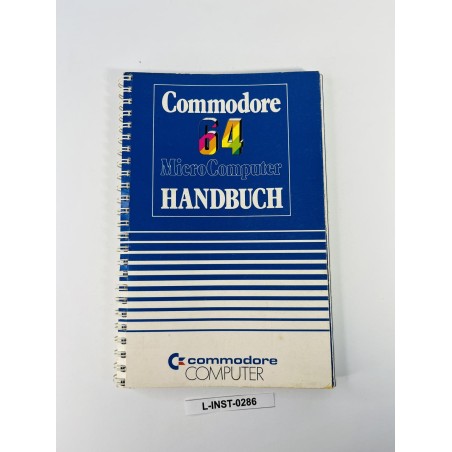 Commodore
64
MicroComputer
HANDBUCH
commodore
COMPUTER
L-INST-0286